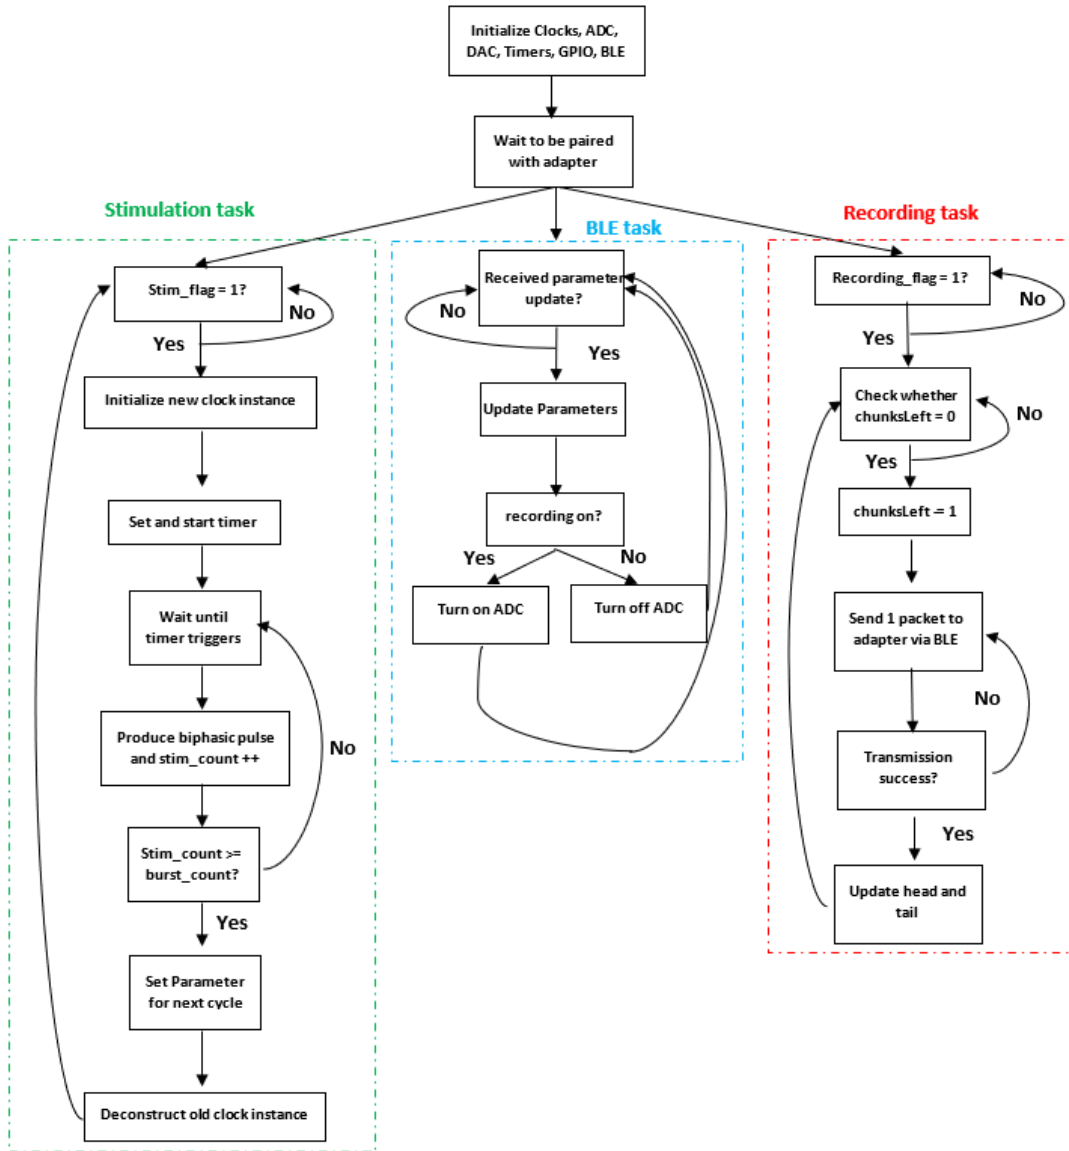 Initialize Clocks, ADC,
DAC, Timers, GPIO, BLE
Wait to be paired
with adapter
Stimulation task
Stim_flag = 1?
No
Yes
Initialize new clock instance
Set and start timer
Wait until
timer triggers
Produce biphasic pulse
and stim_count ++
No
Stim_count >=
burst_count?
Yes
Set Parameter
for next cycle
Deconstruct old clock instance
BLE task
Received parameter
update?
No
Yes
Update Parameters
recording on?
Yes
No
Turn on ADC
Turn off ADC
Recording task
Recording_flag = 1?
No
Yes
Check whether
chunksLeft = 0
No
Yes
chunksLeft -= 1
Send 1 packet to
adapter via BLE
No
Transmission
success?
Yes
Update head and
tail